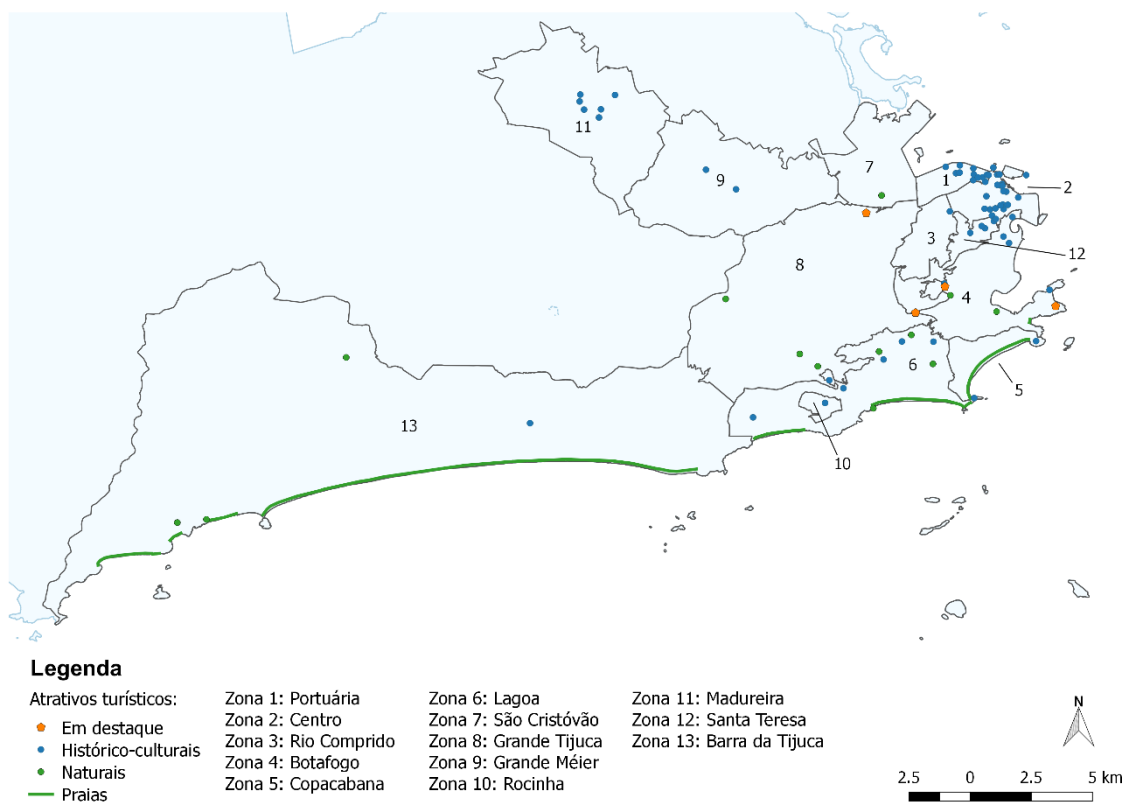 11
9
7
1
2
3
12
8
4
6
5
13
10
Legenda
Atrativos turísticos:
Em destaque
Histórico-culturais
Naturais
Praias
Zona 1: Portuária
Zona 2: Centro
Zona 3: Rio Comprido
Zona 4: Botafogo
Zona 5: Copacabana
Zona 6: Lagoa
Zona 7: São Cristóvão
Zona 8: Grande Tijuca
Zona 9: Grande Méier
Zona 10: Rocinha
Zona 11: Madureira
Zona 12: Santa Teresa
Zona 13: Barra da Tijuca
N
2.5 0 2.5 5 km